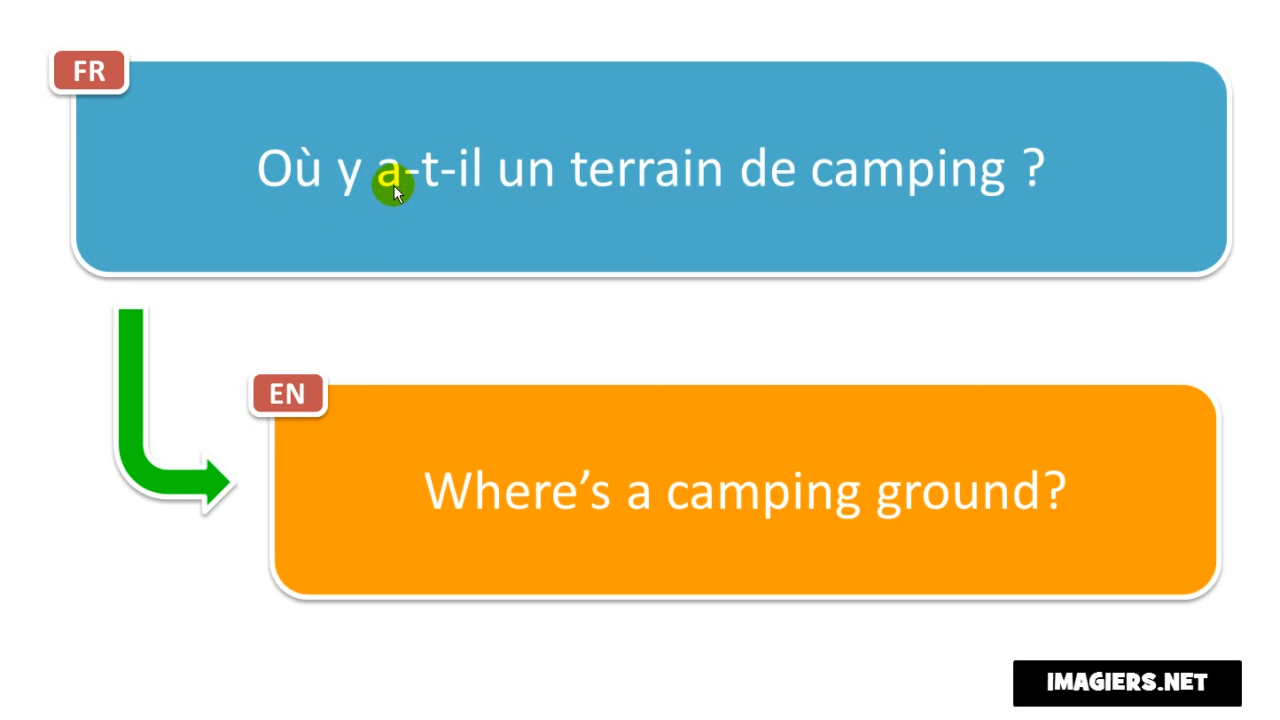 FR
Où y a-t-il un terrain de camping ?
EN
Where’s a camping ground?
IMAGIERS.NET